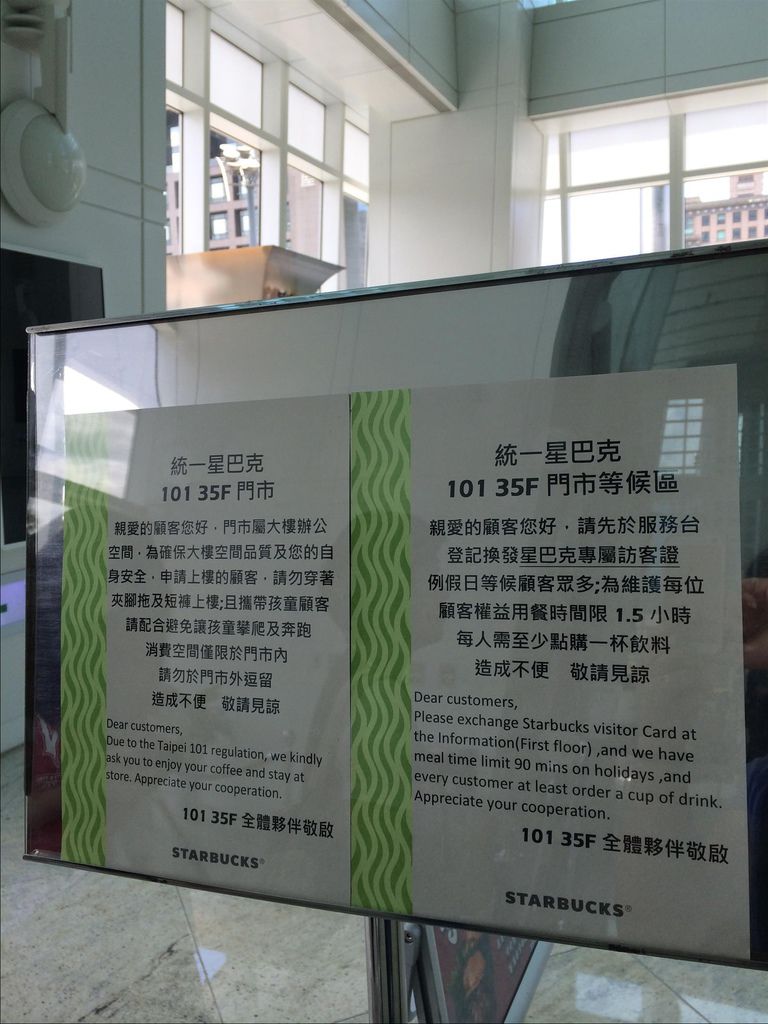 統一星巴克
101 35F 門市
親愛的顧客您好，門市屬大樓辦公
空間，為確保大樓空間品質及您的自
身安全，申請上樓的顧客，請勿穿著
夾腳拖及短褲上樓;且攜帶孩童顧客
請配合避免讓孩童攀爬及奔跑
消費空間僅限於門市內
請勿於門市外逗留
造成不便　敬請見諒
Dear customers,
Due to the Taipei 101 regulation, we kindly
ask you to enjoy your coffee and stay at
store. Appreciate your cooperation.
101 35F 全體夥伴敬啟
STARBUCKS®
統一星巴克
101 35F 門市等候區
親愛的顧客您好，請先於服務台
登記換發星巴克專屬訪客證
例假日等候顧客眾多;為維護每位
顧客權益用餐時間限 1.5 小時
每人需至少點購一杯飲料
造成不便　敬請見諒
Dear customers,
Please exchange Starbucks visitor Card at
the Information(First floor) ,and we have
meal time limit 90 mins on holidays ,and
every customer at least order a cup of drink.
Appreciate your cooperation.
101 35F 全體夥伴敬啟
STARBUCKS®